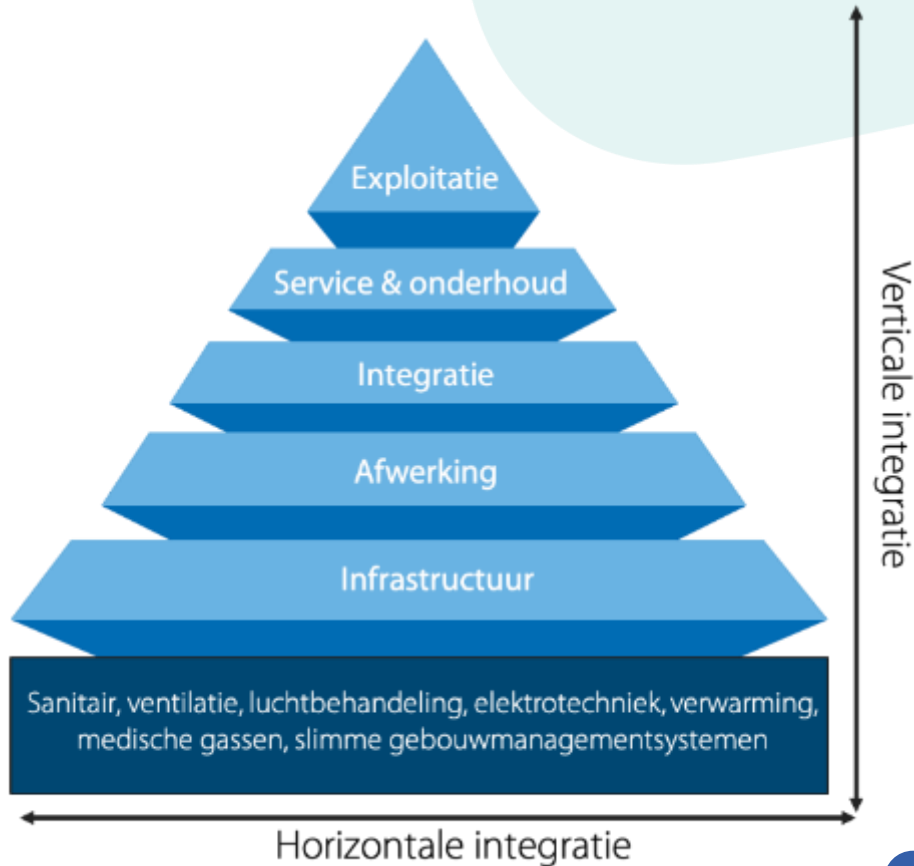 Exploitatie
Service & onderhoud
Integratie
Afwerking
Infrastructuur
Sanitair, ventilatie, luchtbehandeling, elektrotechniek, verwarming,
medische gassen, slimme gebouwmanagementsystemen
Horizontale integratie
Verticale integratie